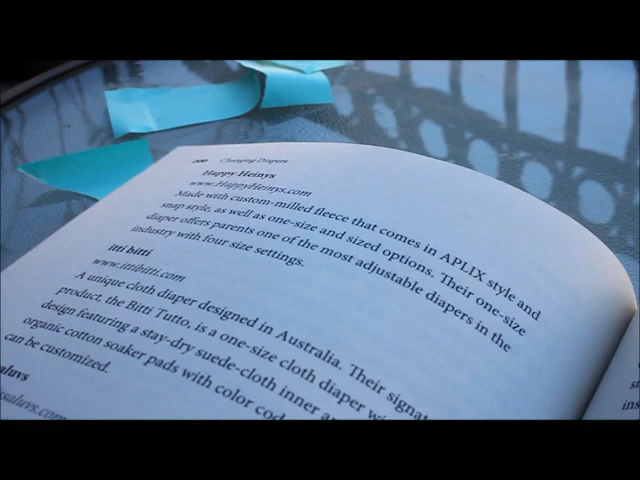 200 Changing Diapers
Happy Heinys
www.HappyHeinys.com
Made with custom-milled fleece that comes in APLIX style and
snap style, as well as one-size and sized options. Their one-size
diaper offers parents one of the most adjustable diapers in the
industry with four size settings.
itti bitti
www.ittibitti.com
A unique cloth diaper designed in Australia. Their signat
product, the Bitti Tutto, is a one-size cloth diaper wi
design featuring a stay-dry suede-cloth inner a
organic cotton soaker pads with color cod
can be customized.
aluvs
saluvs.com